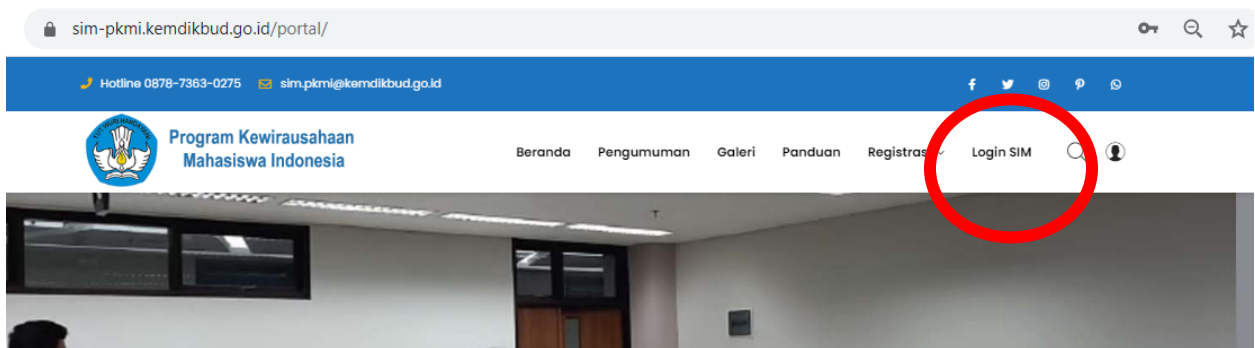 sim-pkmi.kemdikbud.go.id/portal/
Hotline 0878-7363-0275 sim.pkmi@kemdikbud.go.id
Program Kewirausahaan
Mahasiswa Indonesia
Beranda Pengumuman Galeri Panduan Registrasi Login SIM